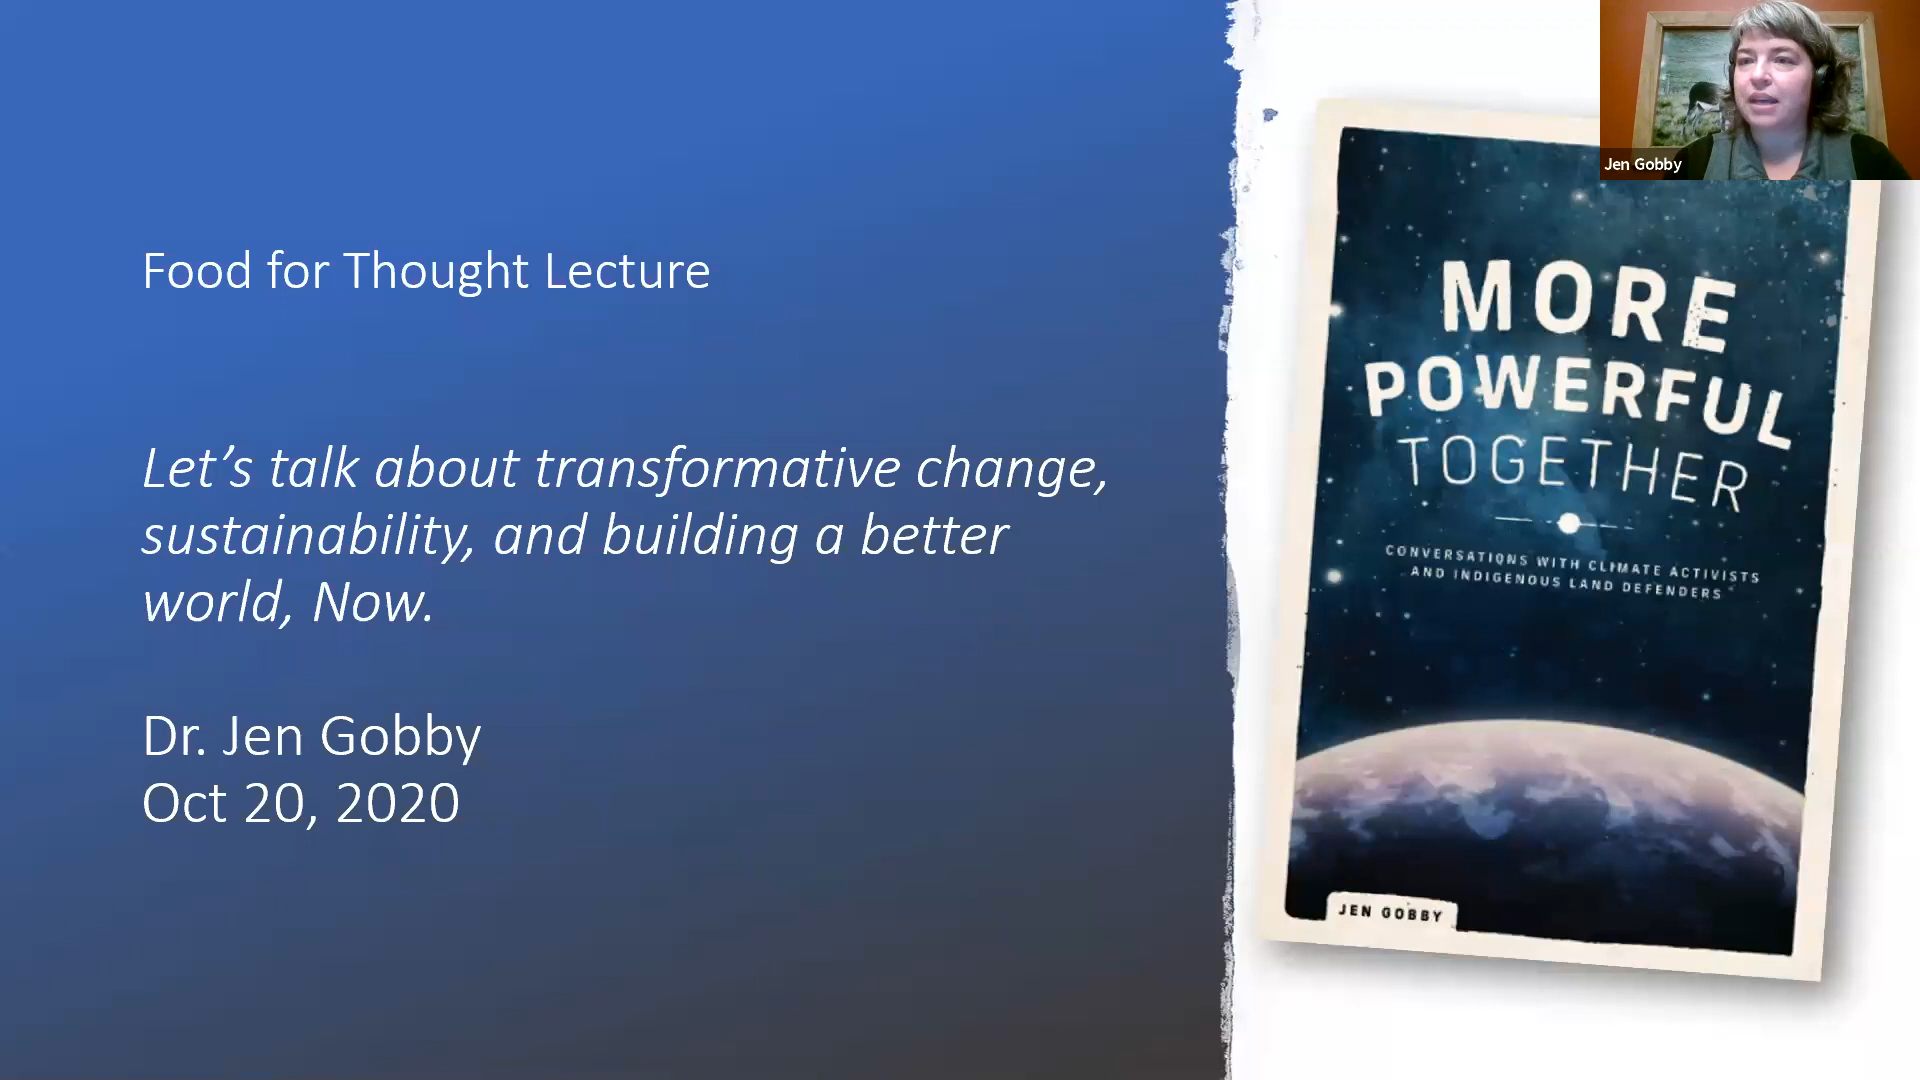 Food for Thought Lecture
Let’s talk about transformative change,
sustainability, and building a better
world, Now.
Dr. Jen Gobby
Oct 20, 2020
MORE
POWERFUL
TOGETHER
CONVERSATIONS WITH CLIMATE ACTIVISTS
AND INDIGENOUS LAND DEFENDERS
JEN GOBBY
Jen Gobby